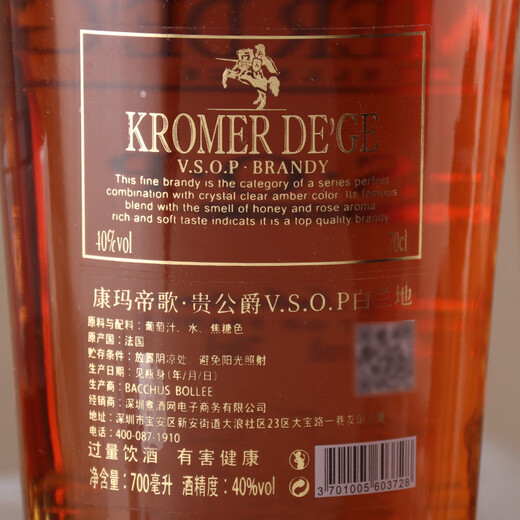 KROMER DE'GE
V.S.O.P · BRANDY
This fine brandy is the category of a series perfect
combination with crystal clear amber color. Its famous
blend with the smell of honey and rose aroma
rich and soft taste indicats it is a top quality brandy
40%vol 70cl
康玛帝歌·贵公爵V.S.O.P白兰地
原料与配料：葡萄汁、水、焦糖色
原产国：法国
贮存条件：放置阴凉处，避免阳光照射
生产日期：见瓶身(年/月/日)
生产商：BACCHUS BOLLEE
经销商：深圳市煮酒网电子商务有限公司
地址：深圳市宝安区新安街道大浪社区23区大宝路一巷
电话：400-087-1910
过量饮酒 有害健康
净含量：700毫升 酒精度：40%vol
3701005603728